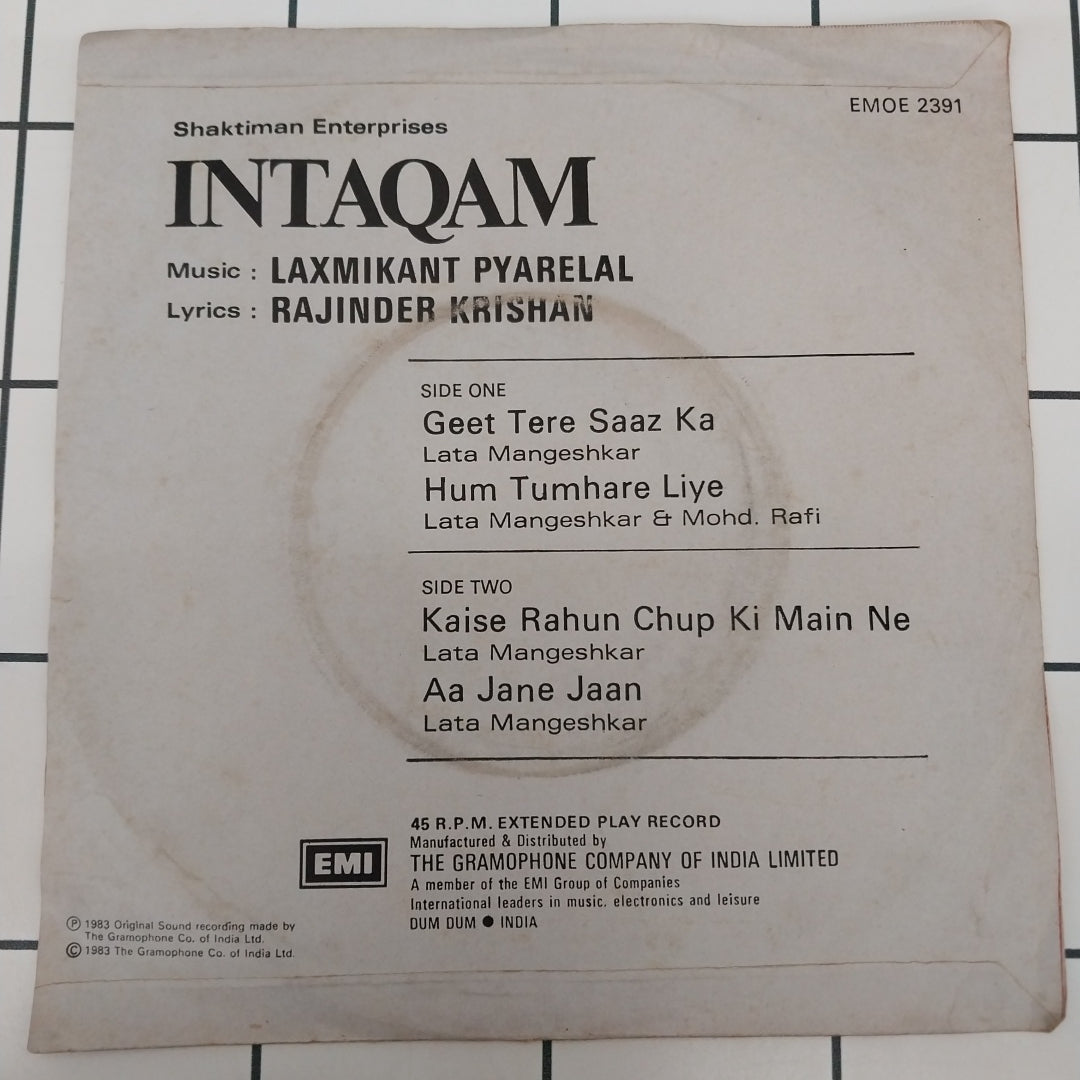 EMOE 2391
Shaktiman Enterprises
INTAQAM
Music : LAXMIKANT PYARELAL
Lyrics : RAJINDER KRISHAN
SIDE ONE
Geet Tere Saaz Ka
Lata Mangeshkar
Hum Tumhare Liye
Lata Mangeshkar & Mohd. Rafi
SIDE TWO
Kaise Rahun Chup Ki Main Ne
Lata Mangeshkar
Aa Jane Jaan
Lata Mangeshkar
45 R.P.M. EXTENDED PLAY RECORD
Manufactured & Distributed by
THE GRAMOPHONE COMPANY OF INDIA LIMITED
A member of the EMI Group of Companies
International leaders in music, electronics and leisure
DUM DUM ● INDIA
EMI
Ⓟ 1983 Original Sound recording made by
The Gramophone Co. of India Ltd.
© 1983 The Gramophone Co. of India Ltd.